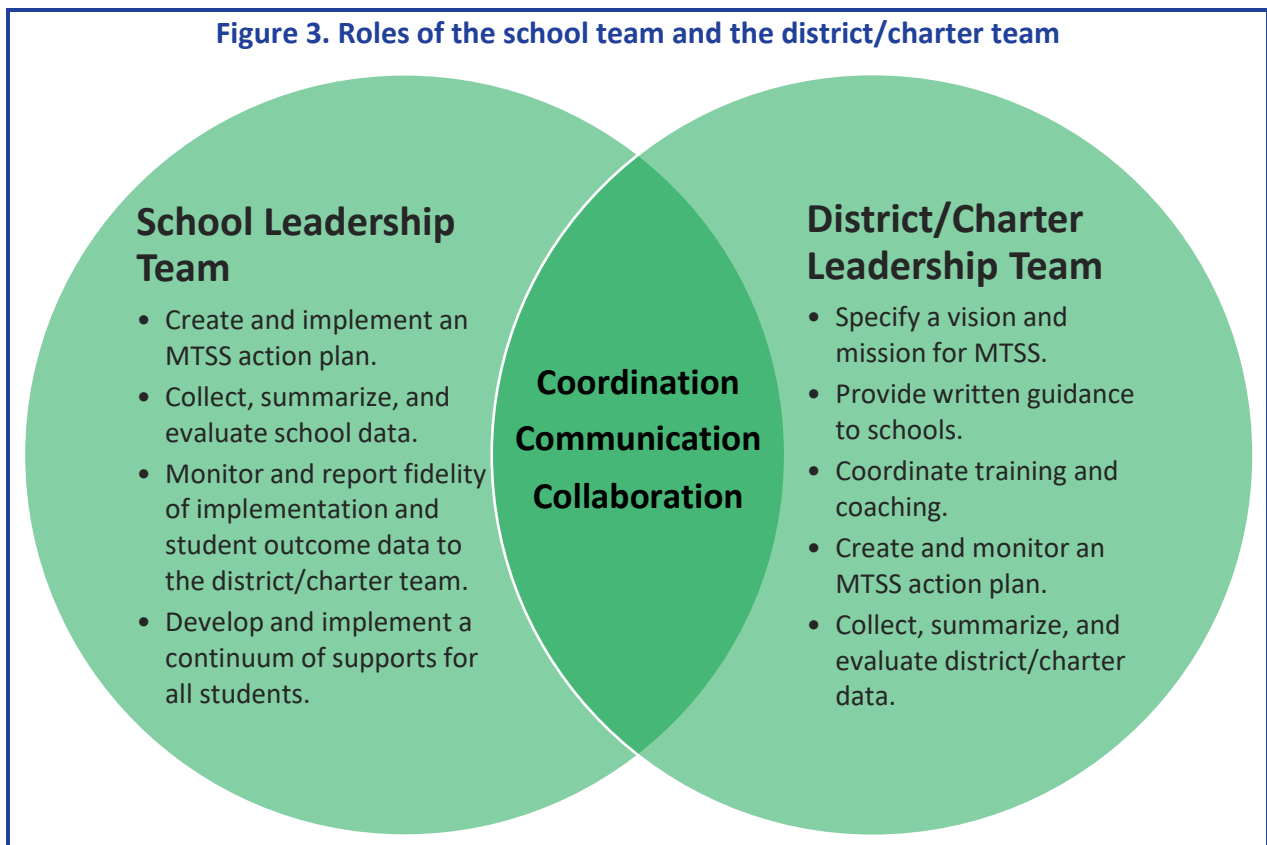 Figure 3. Roles of the school team and the district/charter team
School Leadership
Team
• Create and implement an
MTSS action plan.
• Collect, summarize, and
evaluate school data.
• Monitor and report fidelity
of implementation and
student outcome data to
the district/charter team.
• Develop and implement a
continuum of supports for
all students.
Coordination
Communication
Collaboration
District/Charter
Leadership Team
• Specify a vision and
mission for MTSS.
• Provide written guidance
to schools.
• Coordinate training and
coaching.
• Create and monitor an
MTSS action plan.
• Collect, summarize, and
evaluate district/charter
data.